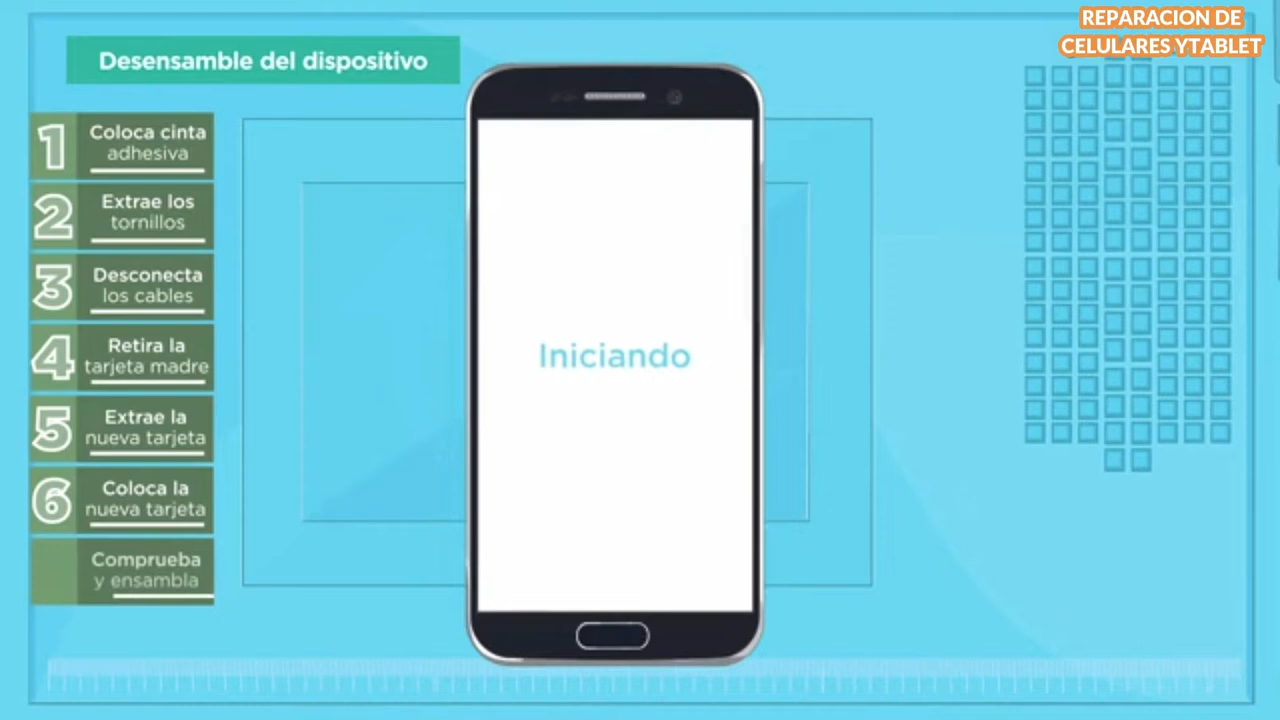 REPARACION DE
CELULARES YTABLET
Desensamble del dispositivo
1
Coloca cinta
adhesiva
2
Extrae los
tornillos
3
Desconecta
los cables
4
Retira la
tarjeta madre
5
Extrae la
nueva tarjeta
6
Coloca la
nueva tarjeta
Comprueba
y ensambla
Iniciando